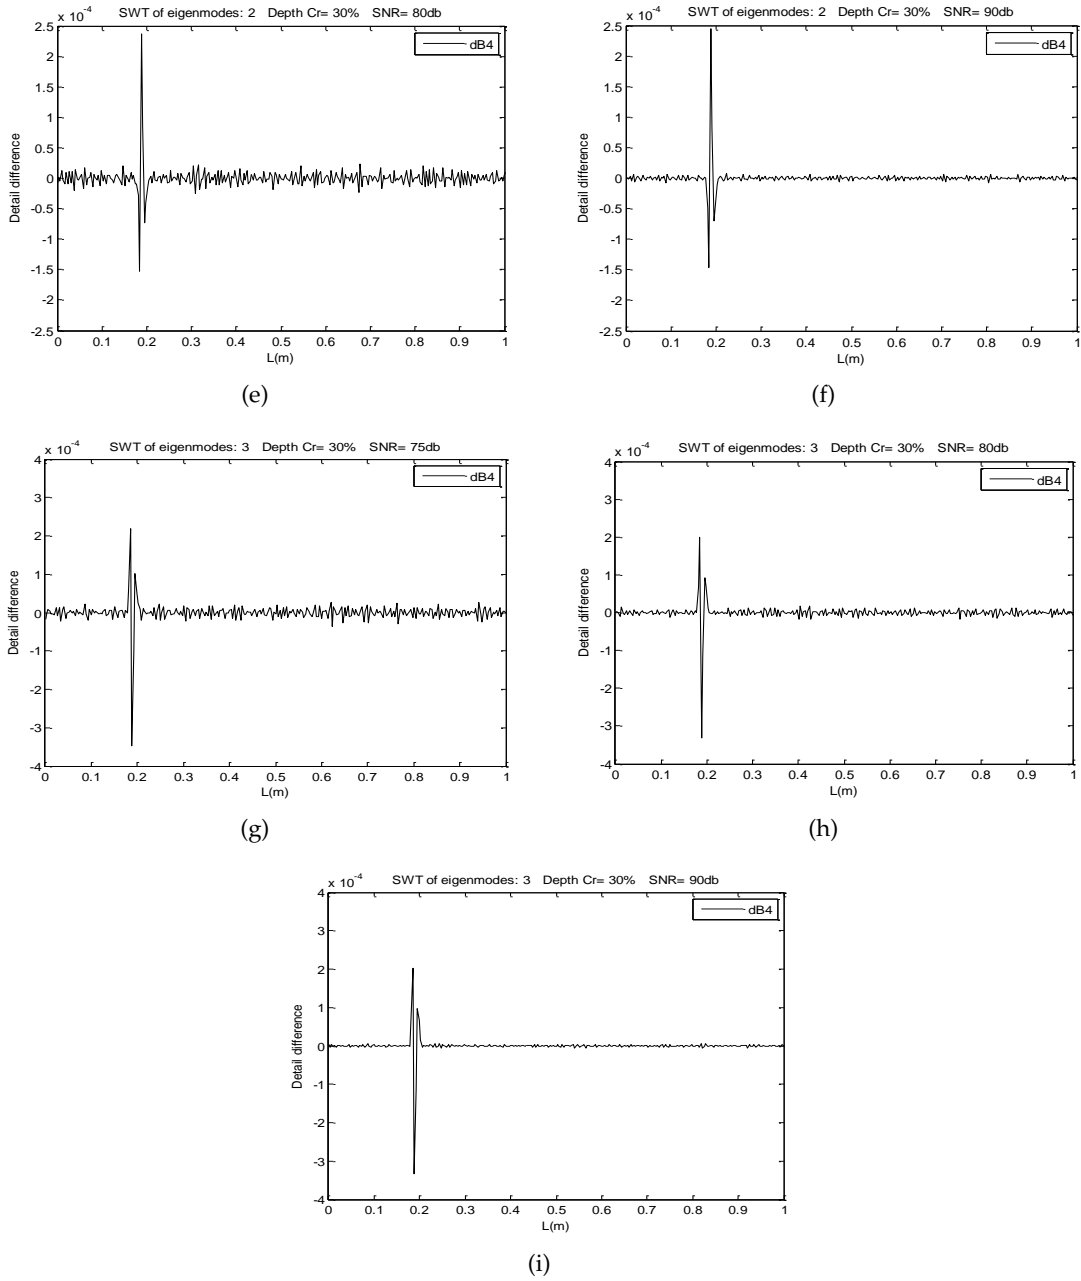 SWT of eigenmodes: 2 Depth Cr= 30% SNR= 80db
x 10-4
dB4
2.5
2
1.5
1
0.5
0
-0.5
-1
-1.5
-2
-2.5
Detail difference
0 0.1 0.2 0.3 0.4 0.5 0.6 0.7 0.8 0.9 1
L(m)
(e)
SWT of eigenmodes: 2 Depth Cr= 30% SNR= 90db
x 10-4
dB4
2.5
2
1.5
1
0.5
0
-0.5
-1
-1.5
-2
-2.5
Detail difference
0 0.1 0.2 0.3 0.4 0.5 0.6 0.7 0.8 0.9 1
L(m)
(f)
SWT of eigenmodes: 3 Depth Cr= 30% SNR= 75db
x 10-4
dB4
4
3
2
1
0
-1
-2
-3
-4
Detail difference
0 0.1 0.2 0.3 0.4 0.5 0.6 0.7 0.8 0.9 1
L(m)
(g)
SWT of eigenmodes: 3 Depth Cr= 30% SNR= 80db
x 10-4
dB4
4
3
2
1
0
-1
-2
-3
-4
Detail difference
0 0.1 0.2 0.3 0.4 0.5 0.6 0.7 0.8 0.9 1
L(m)
(h)
SWT of eigenmodes: 3 Depth Cr= 30% SNR= 90db
x 10-4
dB4
4
3
2
1
0
-1
-2
-3
-4
Detail difference
0 0.1 0.2 0.3 0.4 0.5 0.6 0.7 0.8 0.9 1
L(m)
(i)